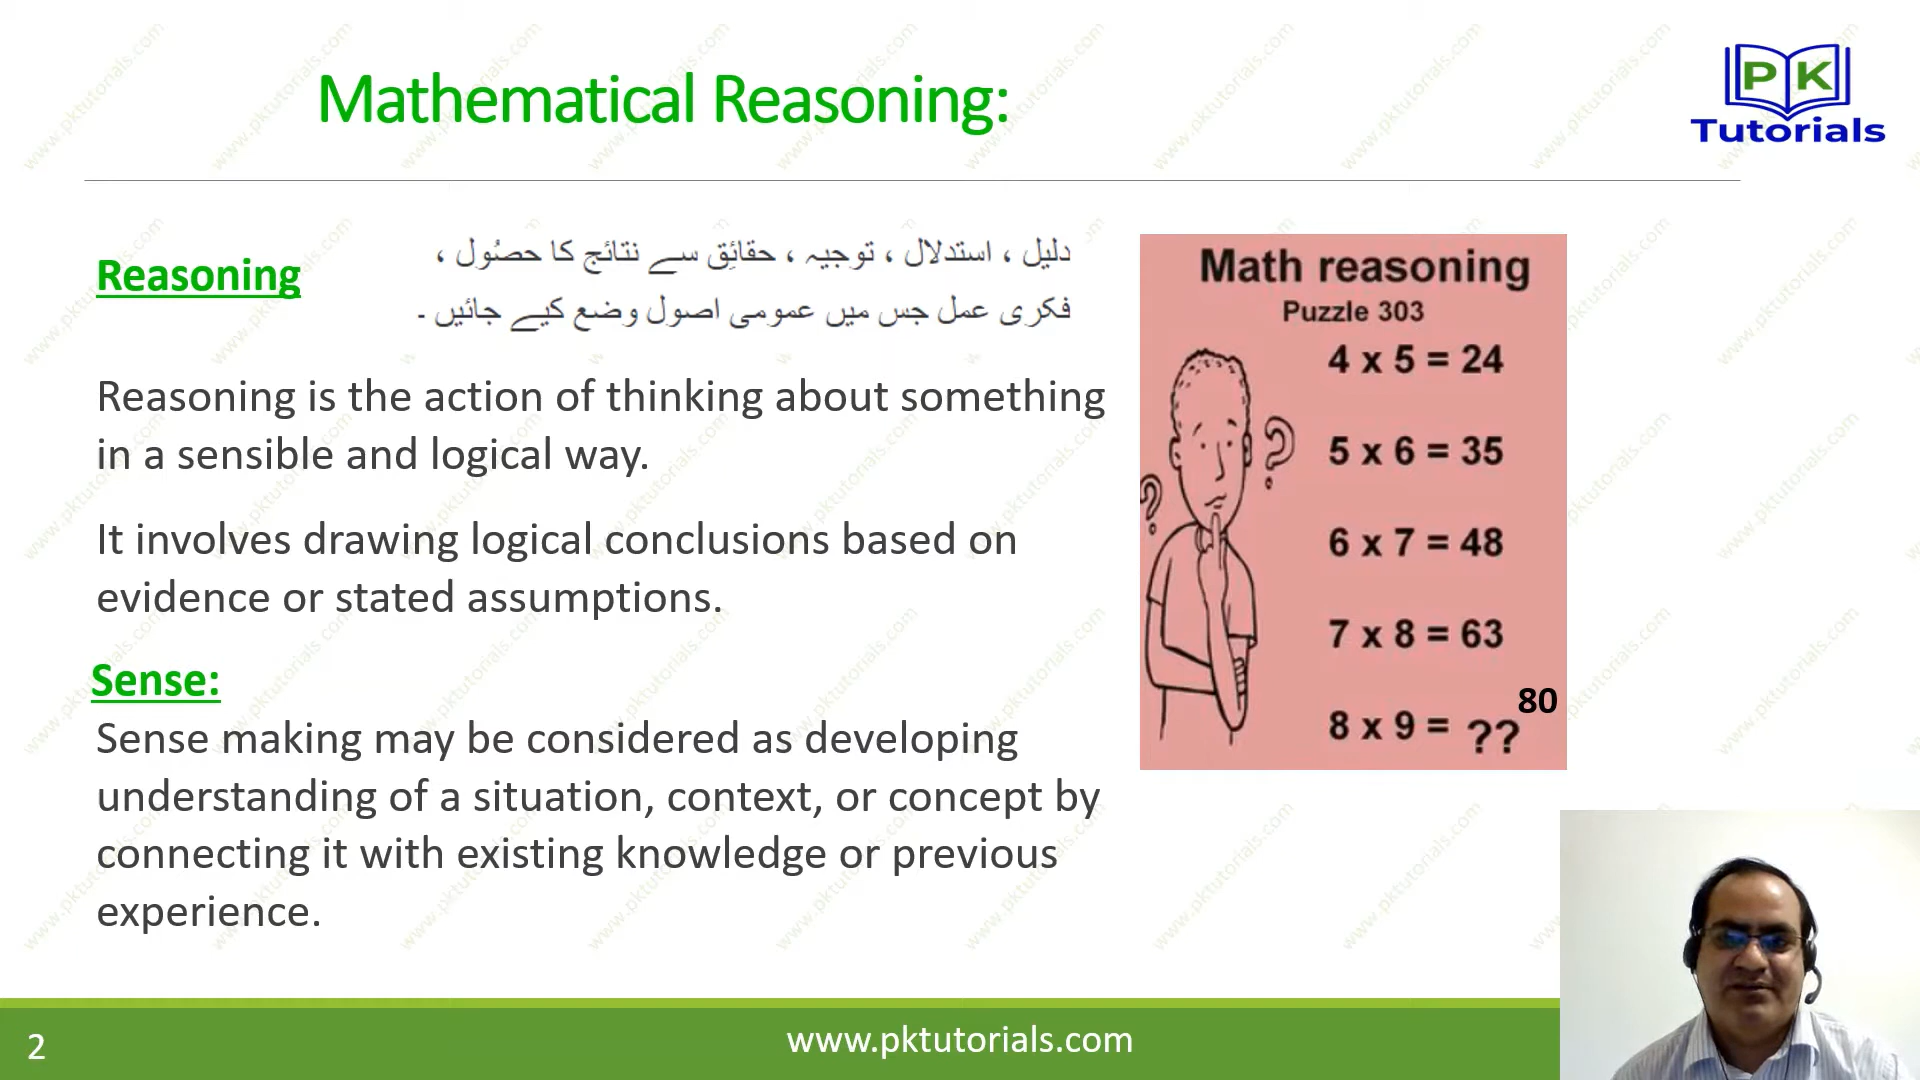 Mathematical Reasoning:
PK
Tutorials
Reasoning
دلیل ، استدلال ، توجیہ ، حقائِق سے نتائج کا حصُول ،
فکری عمل جس میں عمومی اصول وضع کیے جائیں ۔
Reasoning is the action of thinking about something
in a sensible and logical way.
It involves drawing logical conclusions based on
evidence or stated assumptions.
Sense:
Sense making may be considered as developing
understanding of a situation, context, or concept by
connecting it with existing knowledge or previous
experience.
Math reasoning
Puzzle 303
4 x 5 = 24
5 x 6 = 35
6 x 7 = 48
7 x 8 = 63
80
8 x 9 = ??
2
www.pktutorials.com